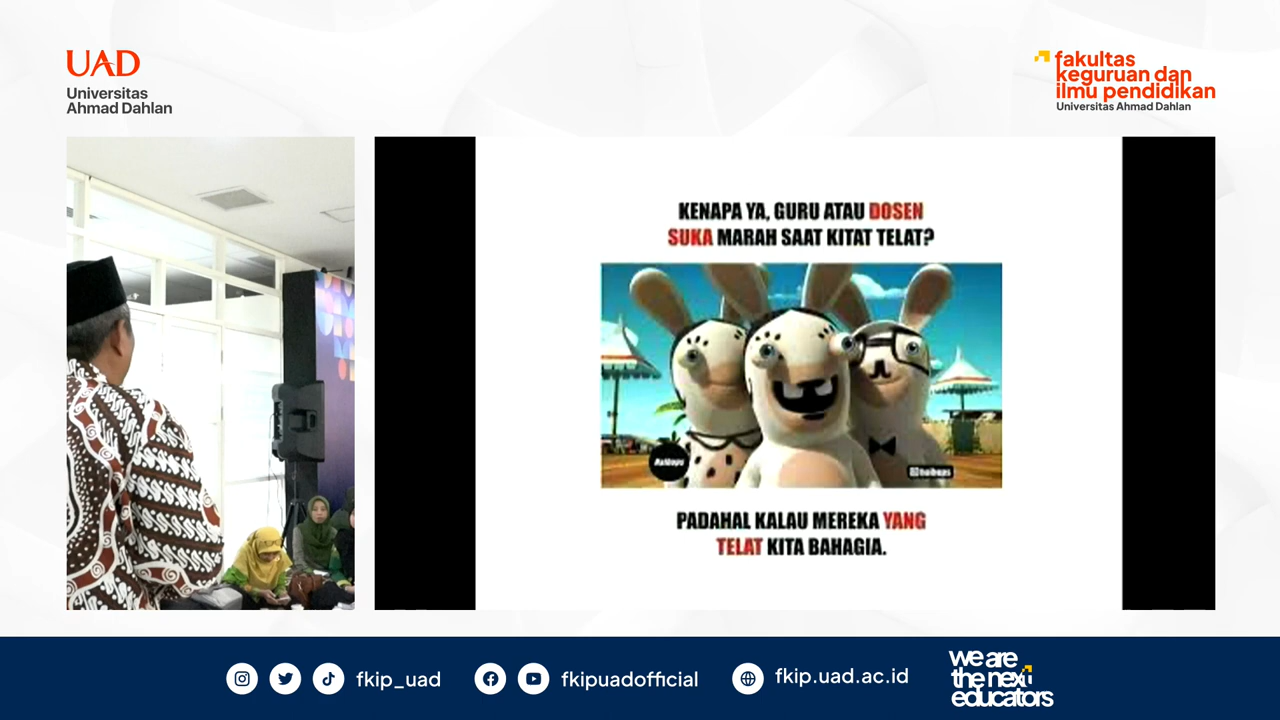 UAD
Universitas
Ahmad Dahlan
fakultas
keguruan dan
ilmu pendidikan
Universitas Ahmad Dahlan
KENAPA YA, GURU ATAU DOSEN
SUKA MARAH SAAT KITAT TELAT?
PADAHAL KALAU MEREKA YANG
TELAT KITA BAHAGIA.
fkip_uad
fkipuadofficial
fkip.uad.ac.id
we are
the next
educators